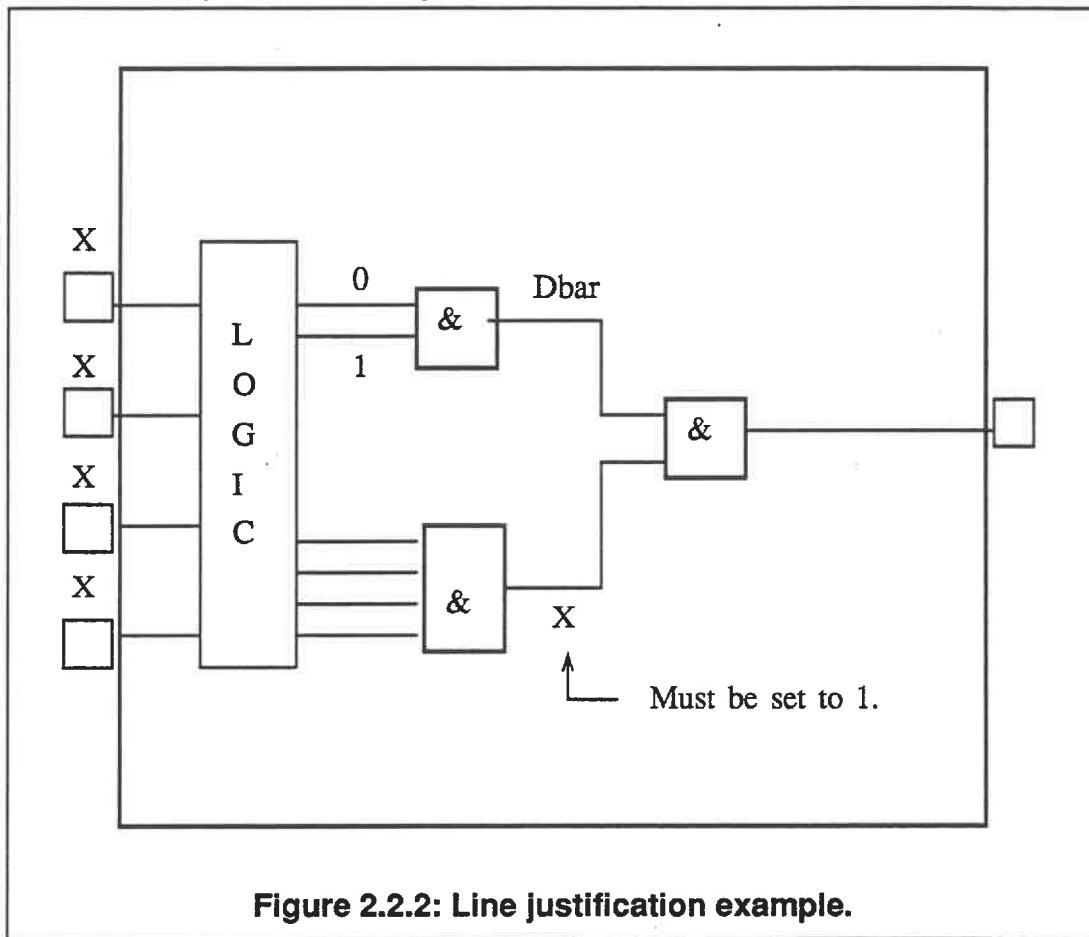 X
0
Dbar
&
L
O
G
I
C
X
1
&
X
&
X
X
Must be set to 1.
Figure 2.2.2: Line justification example.